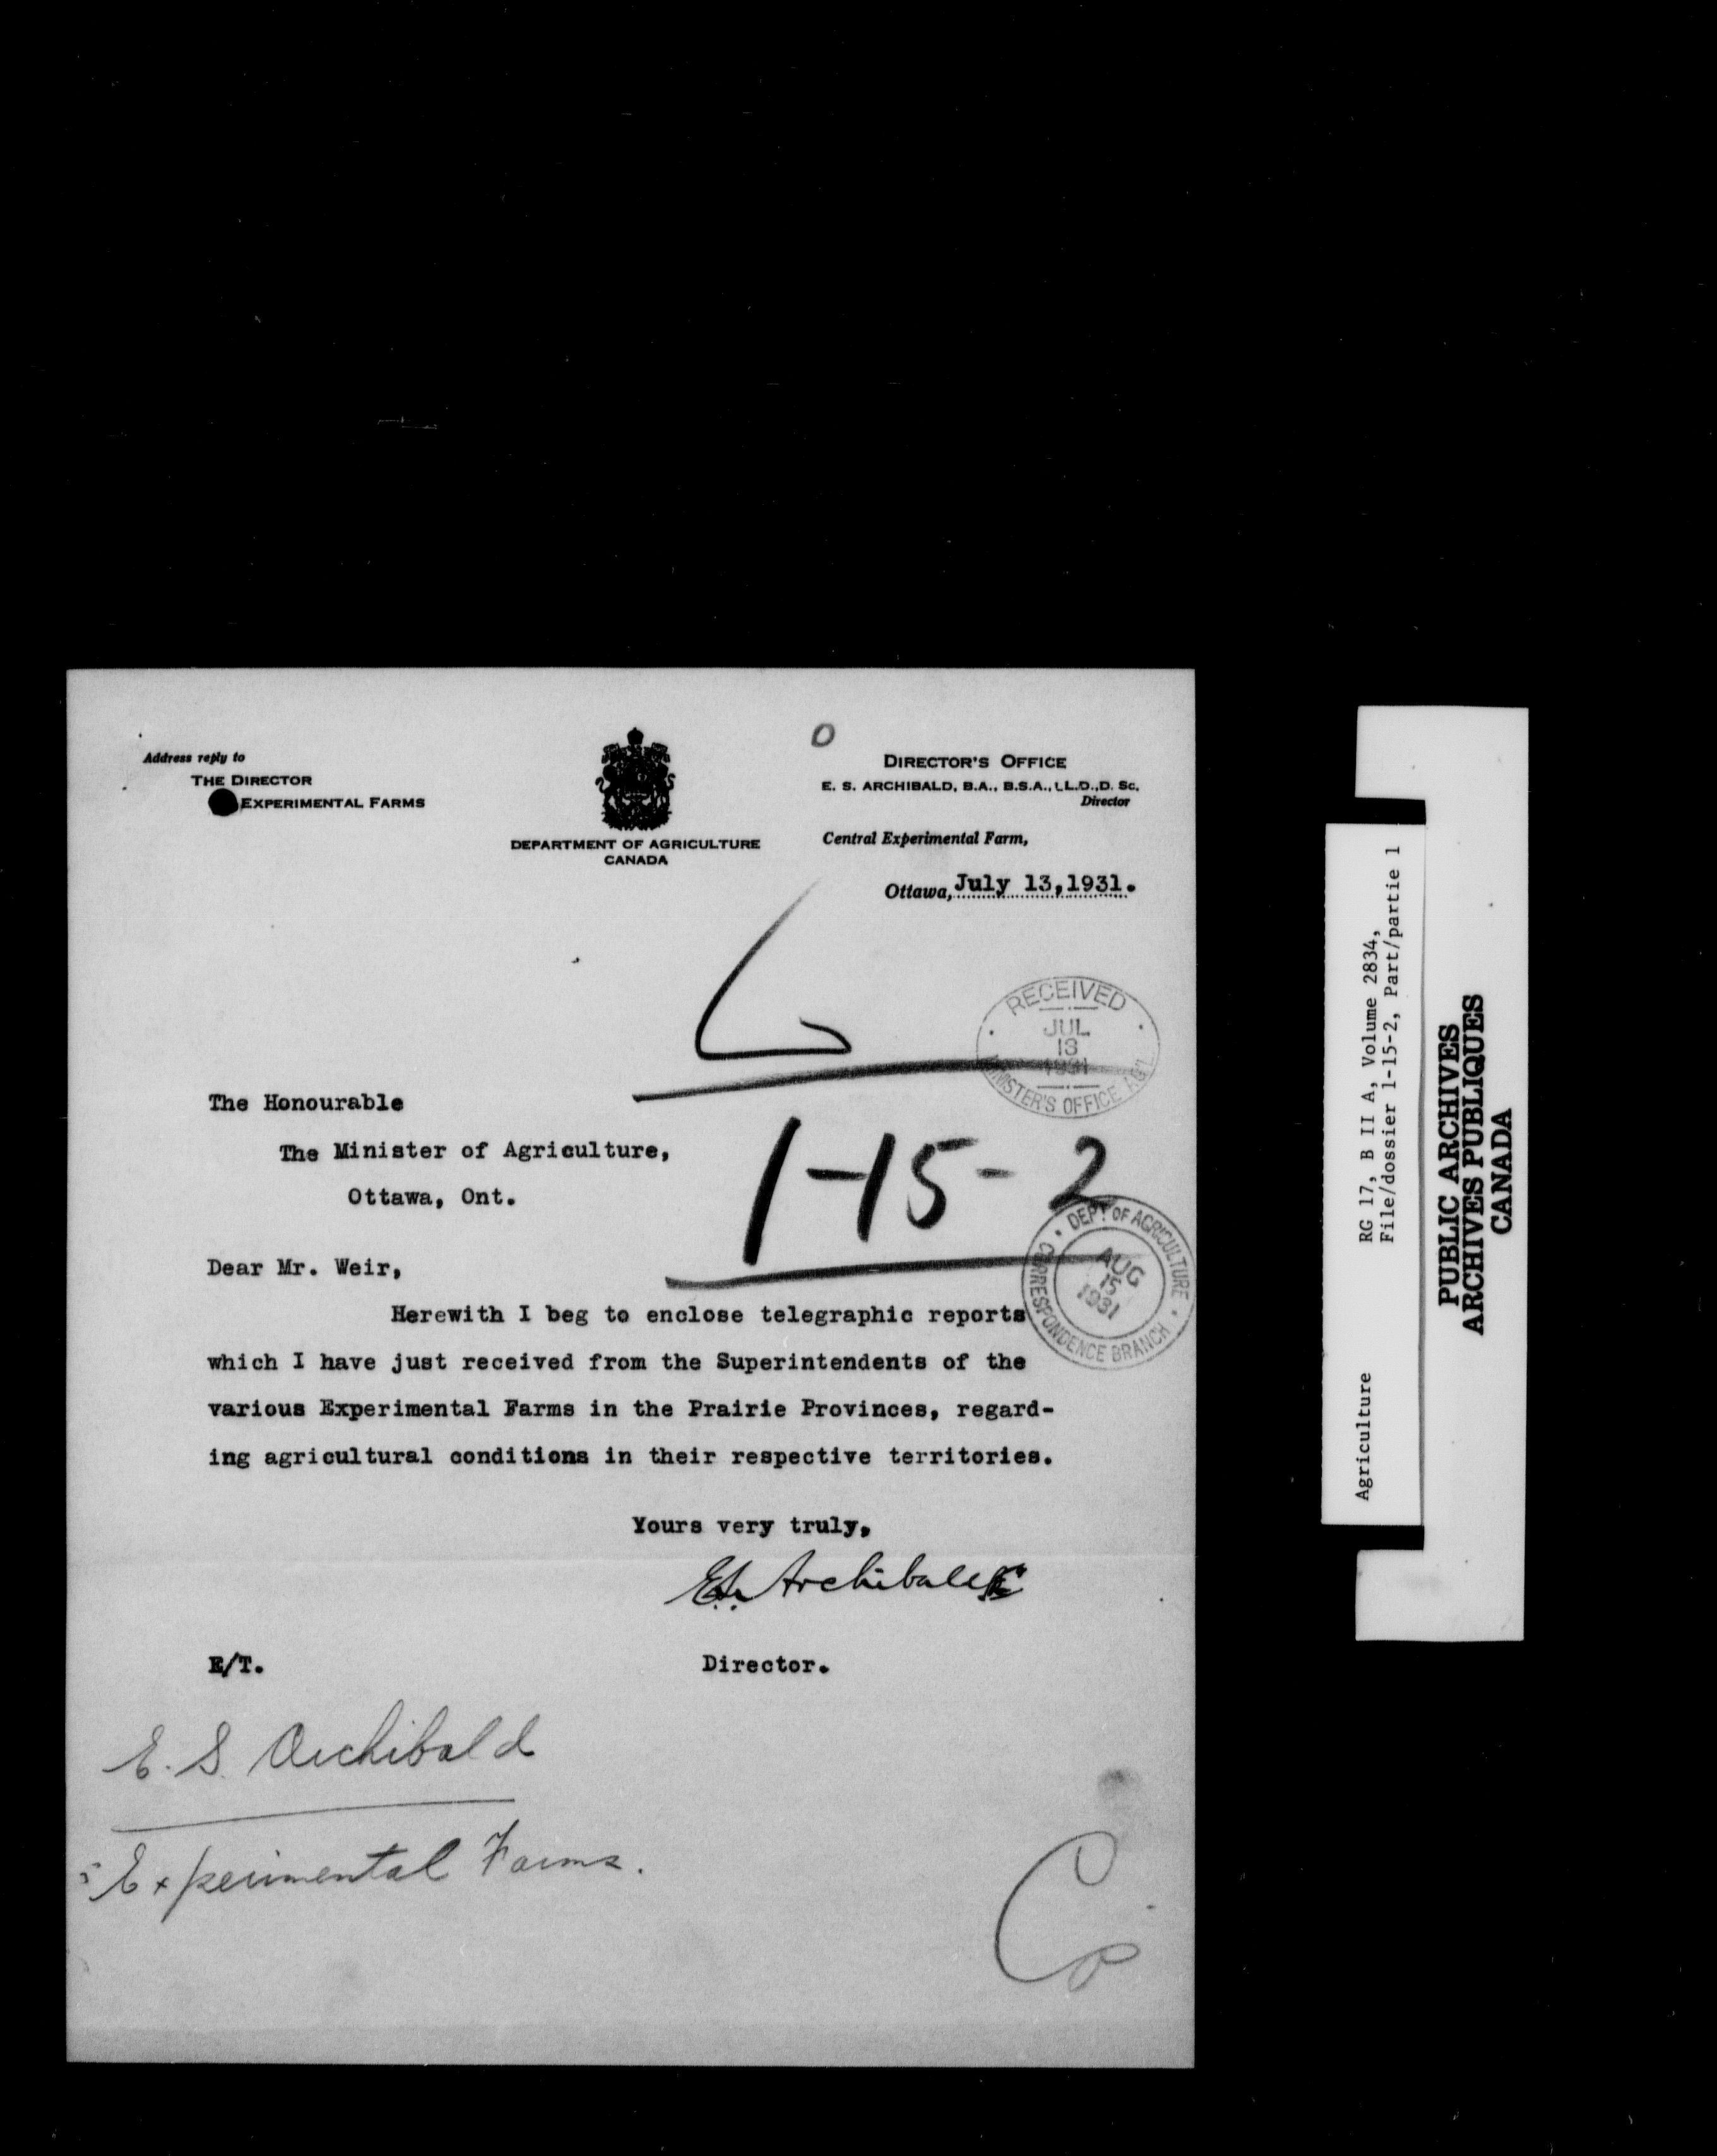 O
Address reply to
THE DIRECTOR
EXPERIMENTAL FARMS
DEPARTMENT OF AGRICULTURE
CANADA
DIRECTOR'S OFFICE
E. S. ARCHIBALD, B.A., B.S.A., LL.D., D. Sc.
Director
Central Experimental Farm,
Ottawa, July 13, 1931.
RECEIVED
JUL
13
1931
MINISTER'S OFFICE AG'L
The Honourable
The Minister of Agriculture,
Ottawa, Ont.
1-15-2
DEPT OF AGRICULTURE
AUG
15
1931
CORRESPONDENCE BRANCH
Dear Mr. Weir,
Herewith I beg to enclose telegraphic reports
which I have just received from the Superintendents of the
various Experimental Farms in the Prairie Provinces, regard-
ing agricultural conditions in their respective territories.
Yours very truly,
E.S. Archibald
E/T.
Director.
E. S. Archibald
Experimental Farms.
Agriculture RG 17, B II A, Volume 2834,
File/dossier 1-15-2, Part/partie 1
PUBLIC ARCHIVES
ARCHIVES PUBLIQUES
CANADA